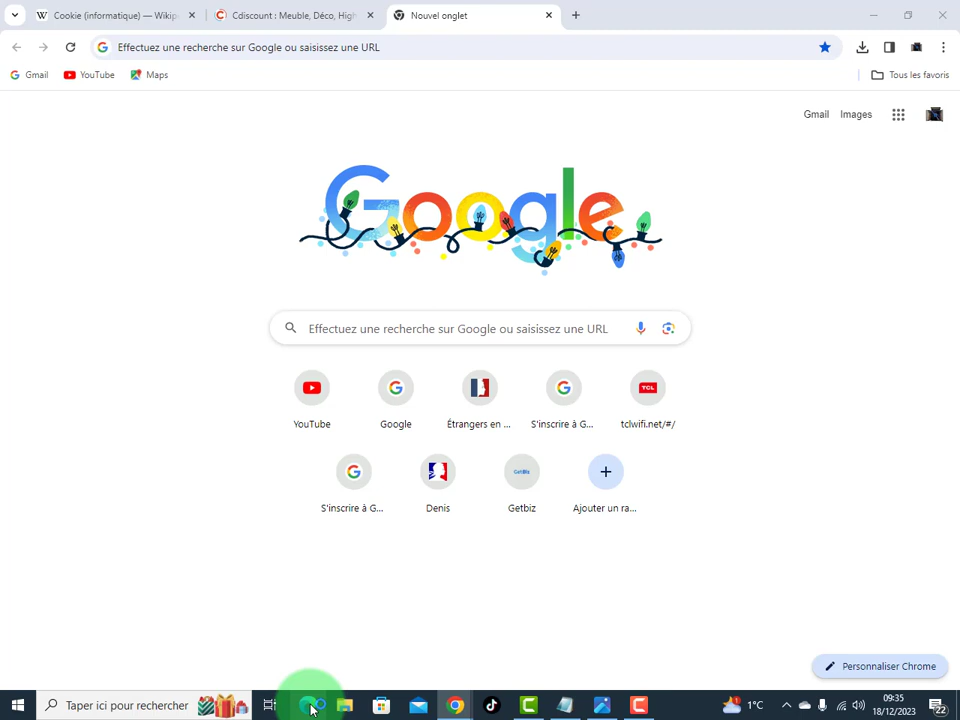 Cookie (informatique) — Wikip
Cdiscount : Meuble, Déco, High
Nouvel onglet
Effectuez une recherche sur Google ou saisissez une URL
Gmail
YouTube
Maps
Tous les favoris
Gmail
Images
Google
Effectuez une recherche sur Google ou saisissez une URL
TCL
YouTube
Google
Étrangers en ...
S'inscrire à G...
tclwifi.net/#/
GetBiz
S'inscrire à G...
Denis
Getbiz
Ajouter un ra...
Personnaliser Chrome
Taper ici pour rechercher
1°C
09:35
18/12/2023
22